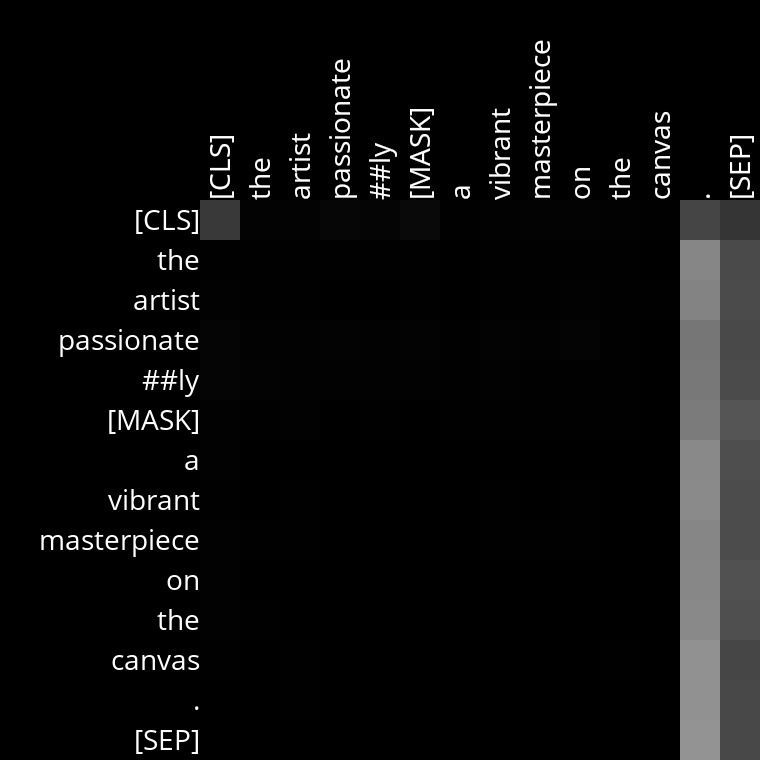 [CLS] the artist passionate ##ly [MASK] a vibrant masterpiece on the canvas . [SEP]
[CLS]
the
artist
passionate
##ly
[MASK]
a
vibrant
masterpiece
on
the
canvas
.
[SEP]